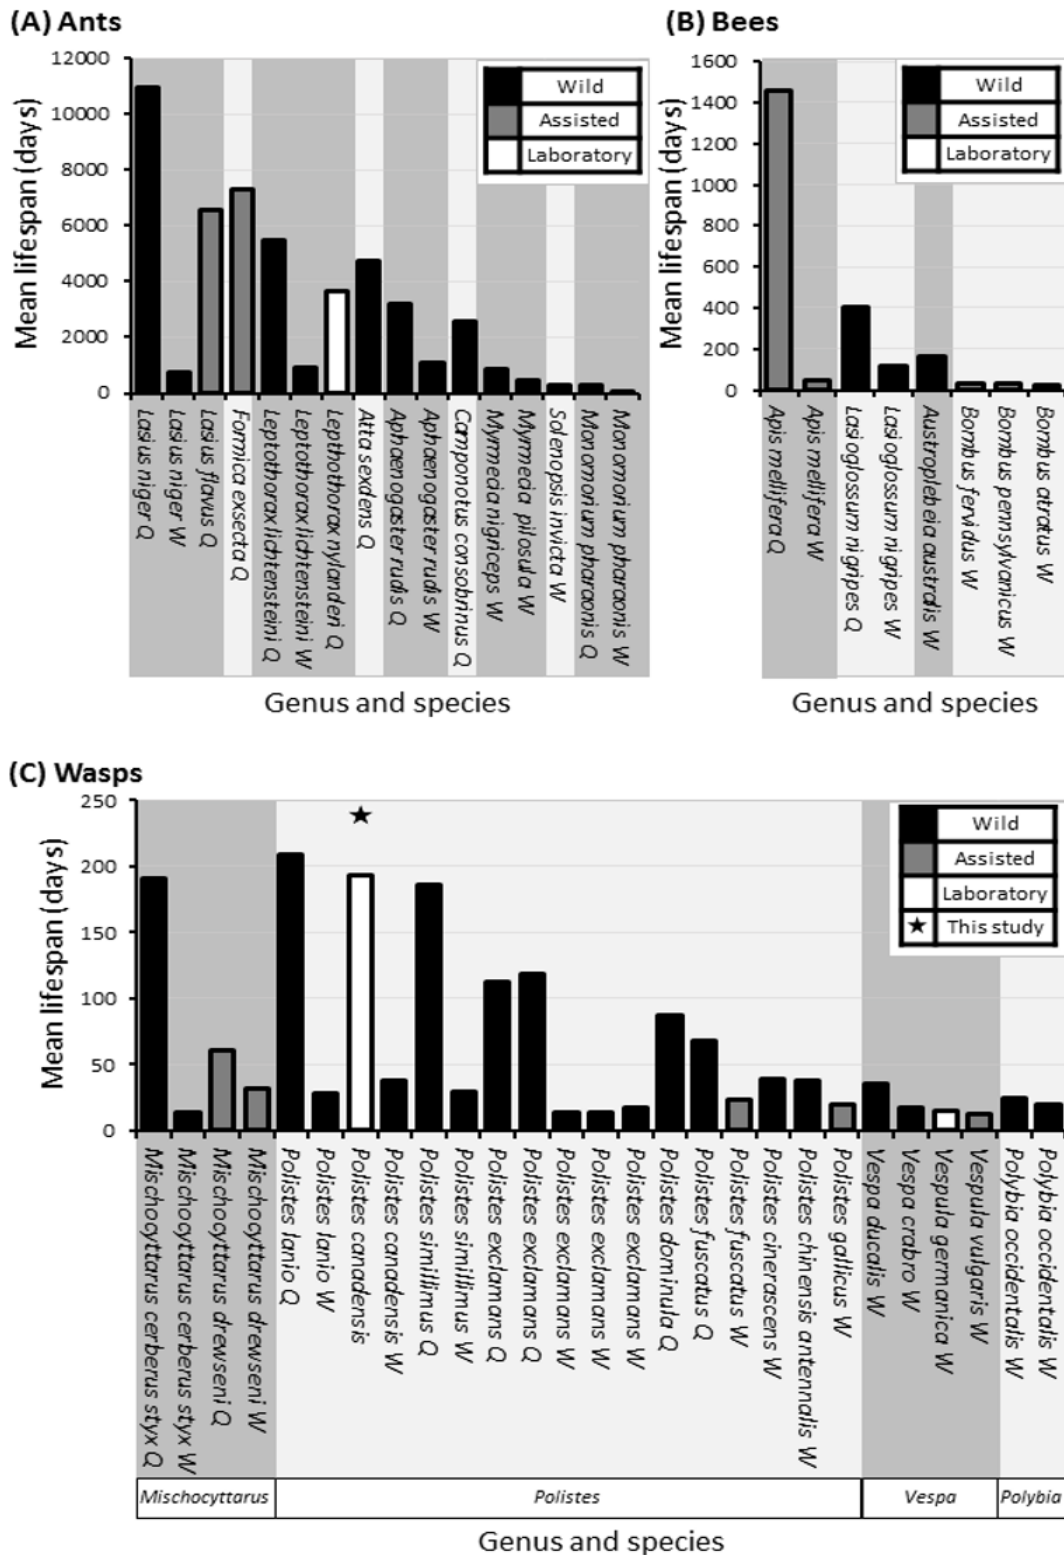 (A) Ants
Mean lifespan (days)
12000
10000
8000
6000
4000
2000
0
Wild
Assisted
Laboratory
Lasius niger Q
Lasius niger W
Lasius flavus Q
Formica exsecta Q
Leptothorax lichtensteini Q
Leptothorax lichtensteini W
Lepthothorax nylanderi Q
Atta sexdens Q
Aphaenogaster rudis Q
Aphaenogaster rudis W
Camponotus consobrinus Q
Myrmecia nigriceps W
Myrmecia pilosula W
Solenopsis invicta W
Monomorium pharaonis Q
Monomorium pharaonis W
Genus and species
(B) Bees
Mean lifespan (days)
1600
1400
1200
1000
800
600
400
200
0
Wild
Assisted
Laboratory
Apis mellifera Q
Apis mellifera W
Lasioglossum nigripes Q
Lasioglossum nigripes W
Austroplebeia australis W
Bombus fervidus W
Bombus pennsylvanicus W
Bombus atratus W
Genus and species
(C) Wasps
Mean lifespan (days)
250
200
150
100
50
0
Wild
Assisted
Laboratory
★ This study
Mischocyttarus cerberus styx Q
Mischocyttarus cerberus styx W
Mischocyttarus drewseni Q
Mischocyttarus drewseni W
Polistes lanio Q
Polistes lanio W
Polistes canadensis
Polistes canadensis W
Polistes simillimus Q
Polistes simillimus W
Polistes exclamans Q
Polistes exclamans Q
Polistes exclamans W
Polistes exclamans W
Polistes exclamans W
Polistes dominula Q
Polistes fuscatus Q
Polistes fuscatus W
Polistes cinerascens W
Polistes chinensis antennalis W
Polistes gallicus W
Vespa ducalis W
Vespa crabro W
Vespula germanica W
Vespula vulgaris W
Polybia occidentalis W
Polybia occidentalis W
Mischocyttarus
Polistes
Vespa
Polybia
Genus and species